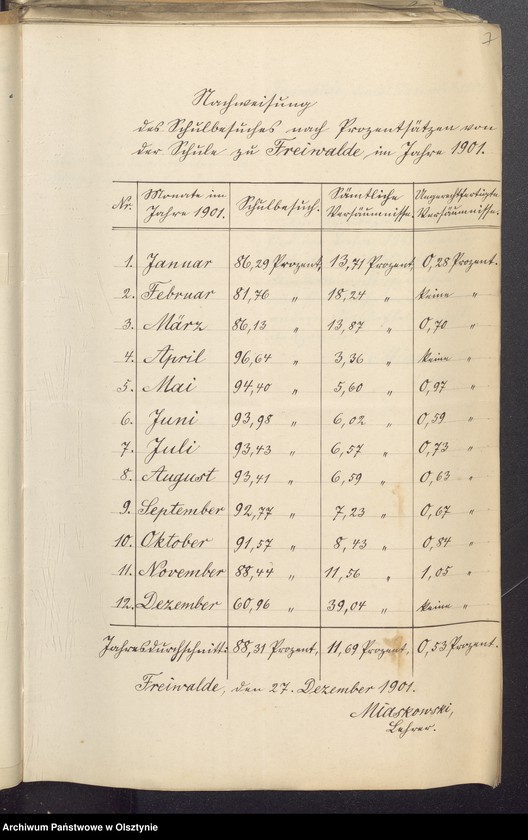 7
Nachweisung
des Schulbesuches nach Prozentsätzen von
der Schule zu Freiwalde im Jahre 1901.
Nr. Monate im Jahre 1901. Schulbesuch. Sämtliche Versäumnisse. Ungerechtfertigte Versäumnisse.
1. Januar 86,29 Prozent, 13,71 Prozent, 0,28 Prozent.
2. Februar 81,76 " 18,24 " keine "
3. März 86,13 " 13,87 " 0,70 "
4. April 96,64 " 3,36 " keine "
5. Mai 94,40 " 5,60 " 0,97 "
6. Juni 93,98 " 6,02 " 0,59 "
7. Juli 93,43 " 6,57 " 0,73 "
8. August 93,41 " 6,59 " 0,63 "
9. September 92,77 " 7,23 " 0,67 "
10. Oktober 91,57 " 8,43 " 0,84 "
11. November 88,44 " 11,56 " 1,05 "
12. Dezember 60,96 " 39,04 " keine "
Jahresdurchschnitt: 88,31 Prozent, 11,69 Prozent, 0,53 Prozent.
Freiwalde, den 27. Dezember 1901.
Miaskowski,
Lehrer.
Archiwum Państwowe w Olsztynie